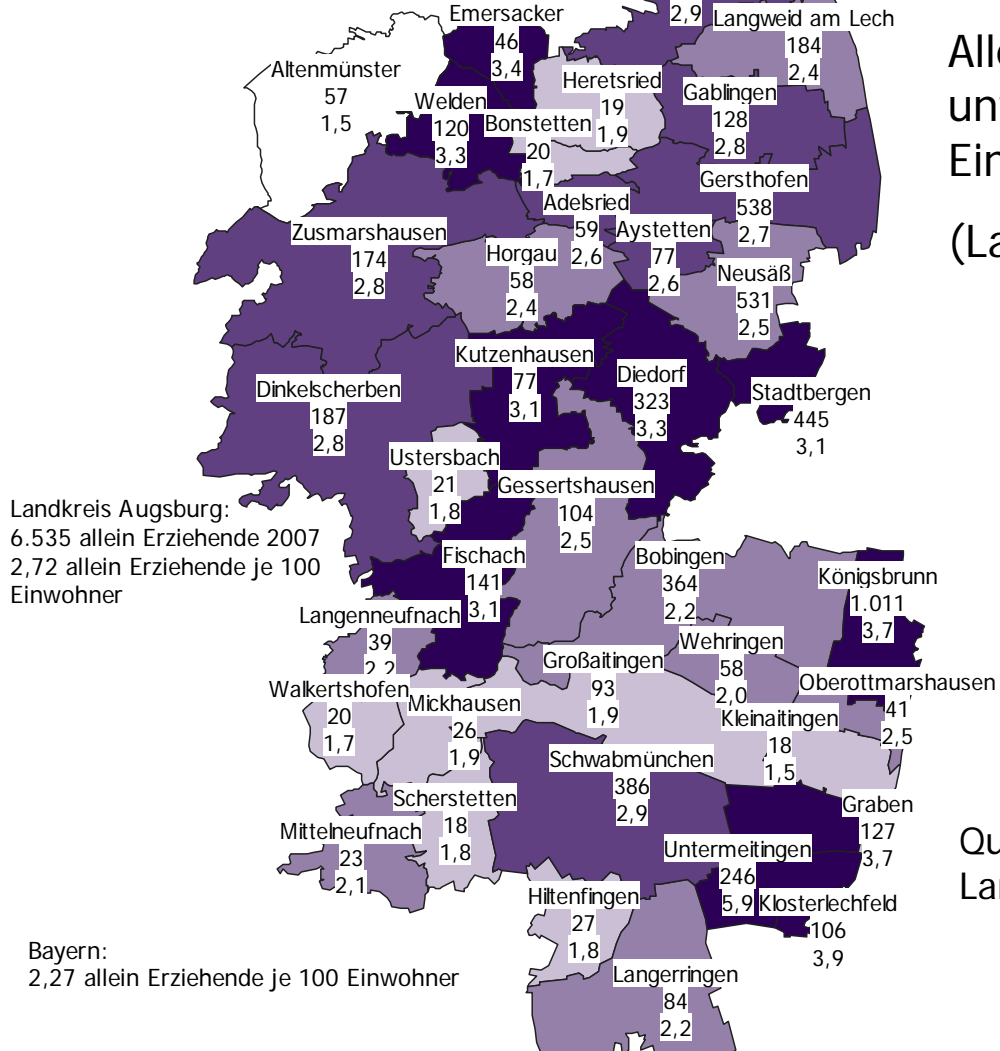 Emersacker
46
3,4
2,9
Langweid am Lech
184
2,4
Altenmünster
57
1,5
Heretsried
19
1,9
Gablingen
128
2,8
Welden
120
3,3
Bonstetten
20
1,7
Gersthofen
538
2,7
Adelsried
59
2,6
Aystetten
77
2,6
Zusmarshausen
174
2,8
Horgau
58
2,4
Neusäß
531
2,5
Kutzenhausen
77
3,1
Diedorf
323
3,3
Stadtbergen
445
3,1
Dinkelscherben
187
2,8
Ustersbach
21
1,8
Gessertshausen
104
2,5
Landkreis Augsburg:
6.535 allein Erziehende 2007
2,72 allein Erziehende je 100
Einwohner
Fischach
141
3,1
Bobingen
364
2,2
Königsbrunn
1.011
3,7
Langenneufnach
39
2,2
Wehringen
58
2,0
Großaitingen
93
1,9
Oberottmarshausen
41
2,5
Walkertshofen
20
1,7
Mickhausen
26
1,9
Kleinaitingen
18
1,5
Schwabmünchen
386
2,9
Scherstetten
18
1,8
Graben
127
3,7
Mittelneufnach
23
2,1
Untermeitingen
246
5,9
Klosterlechfeld
106
3,9
Hiltenfingen
27
1,8
Langerringen
84
2,2
Bayern:
2,27 allein Erziehende je 100 Einwohner
(La
Qu
Lar